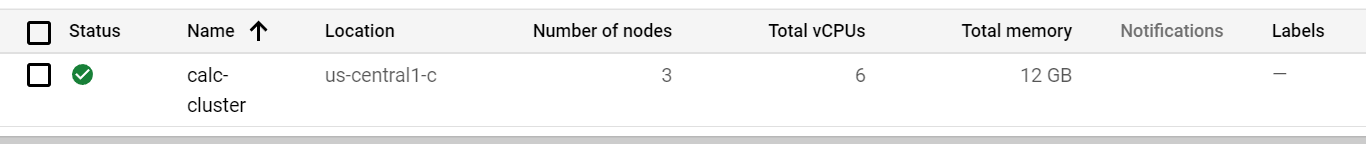 Status Name Location Number of nodes Total vCPUs Total memory Notifications Labels
calc- us-central1-c 3 6 12 GB —
cluster